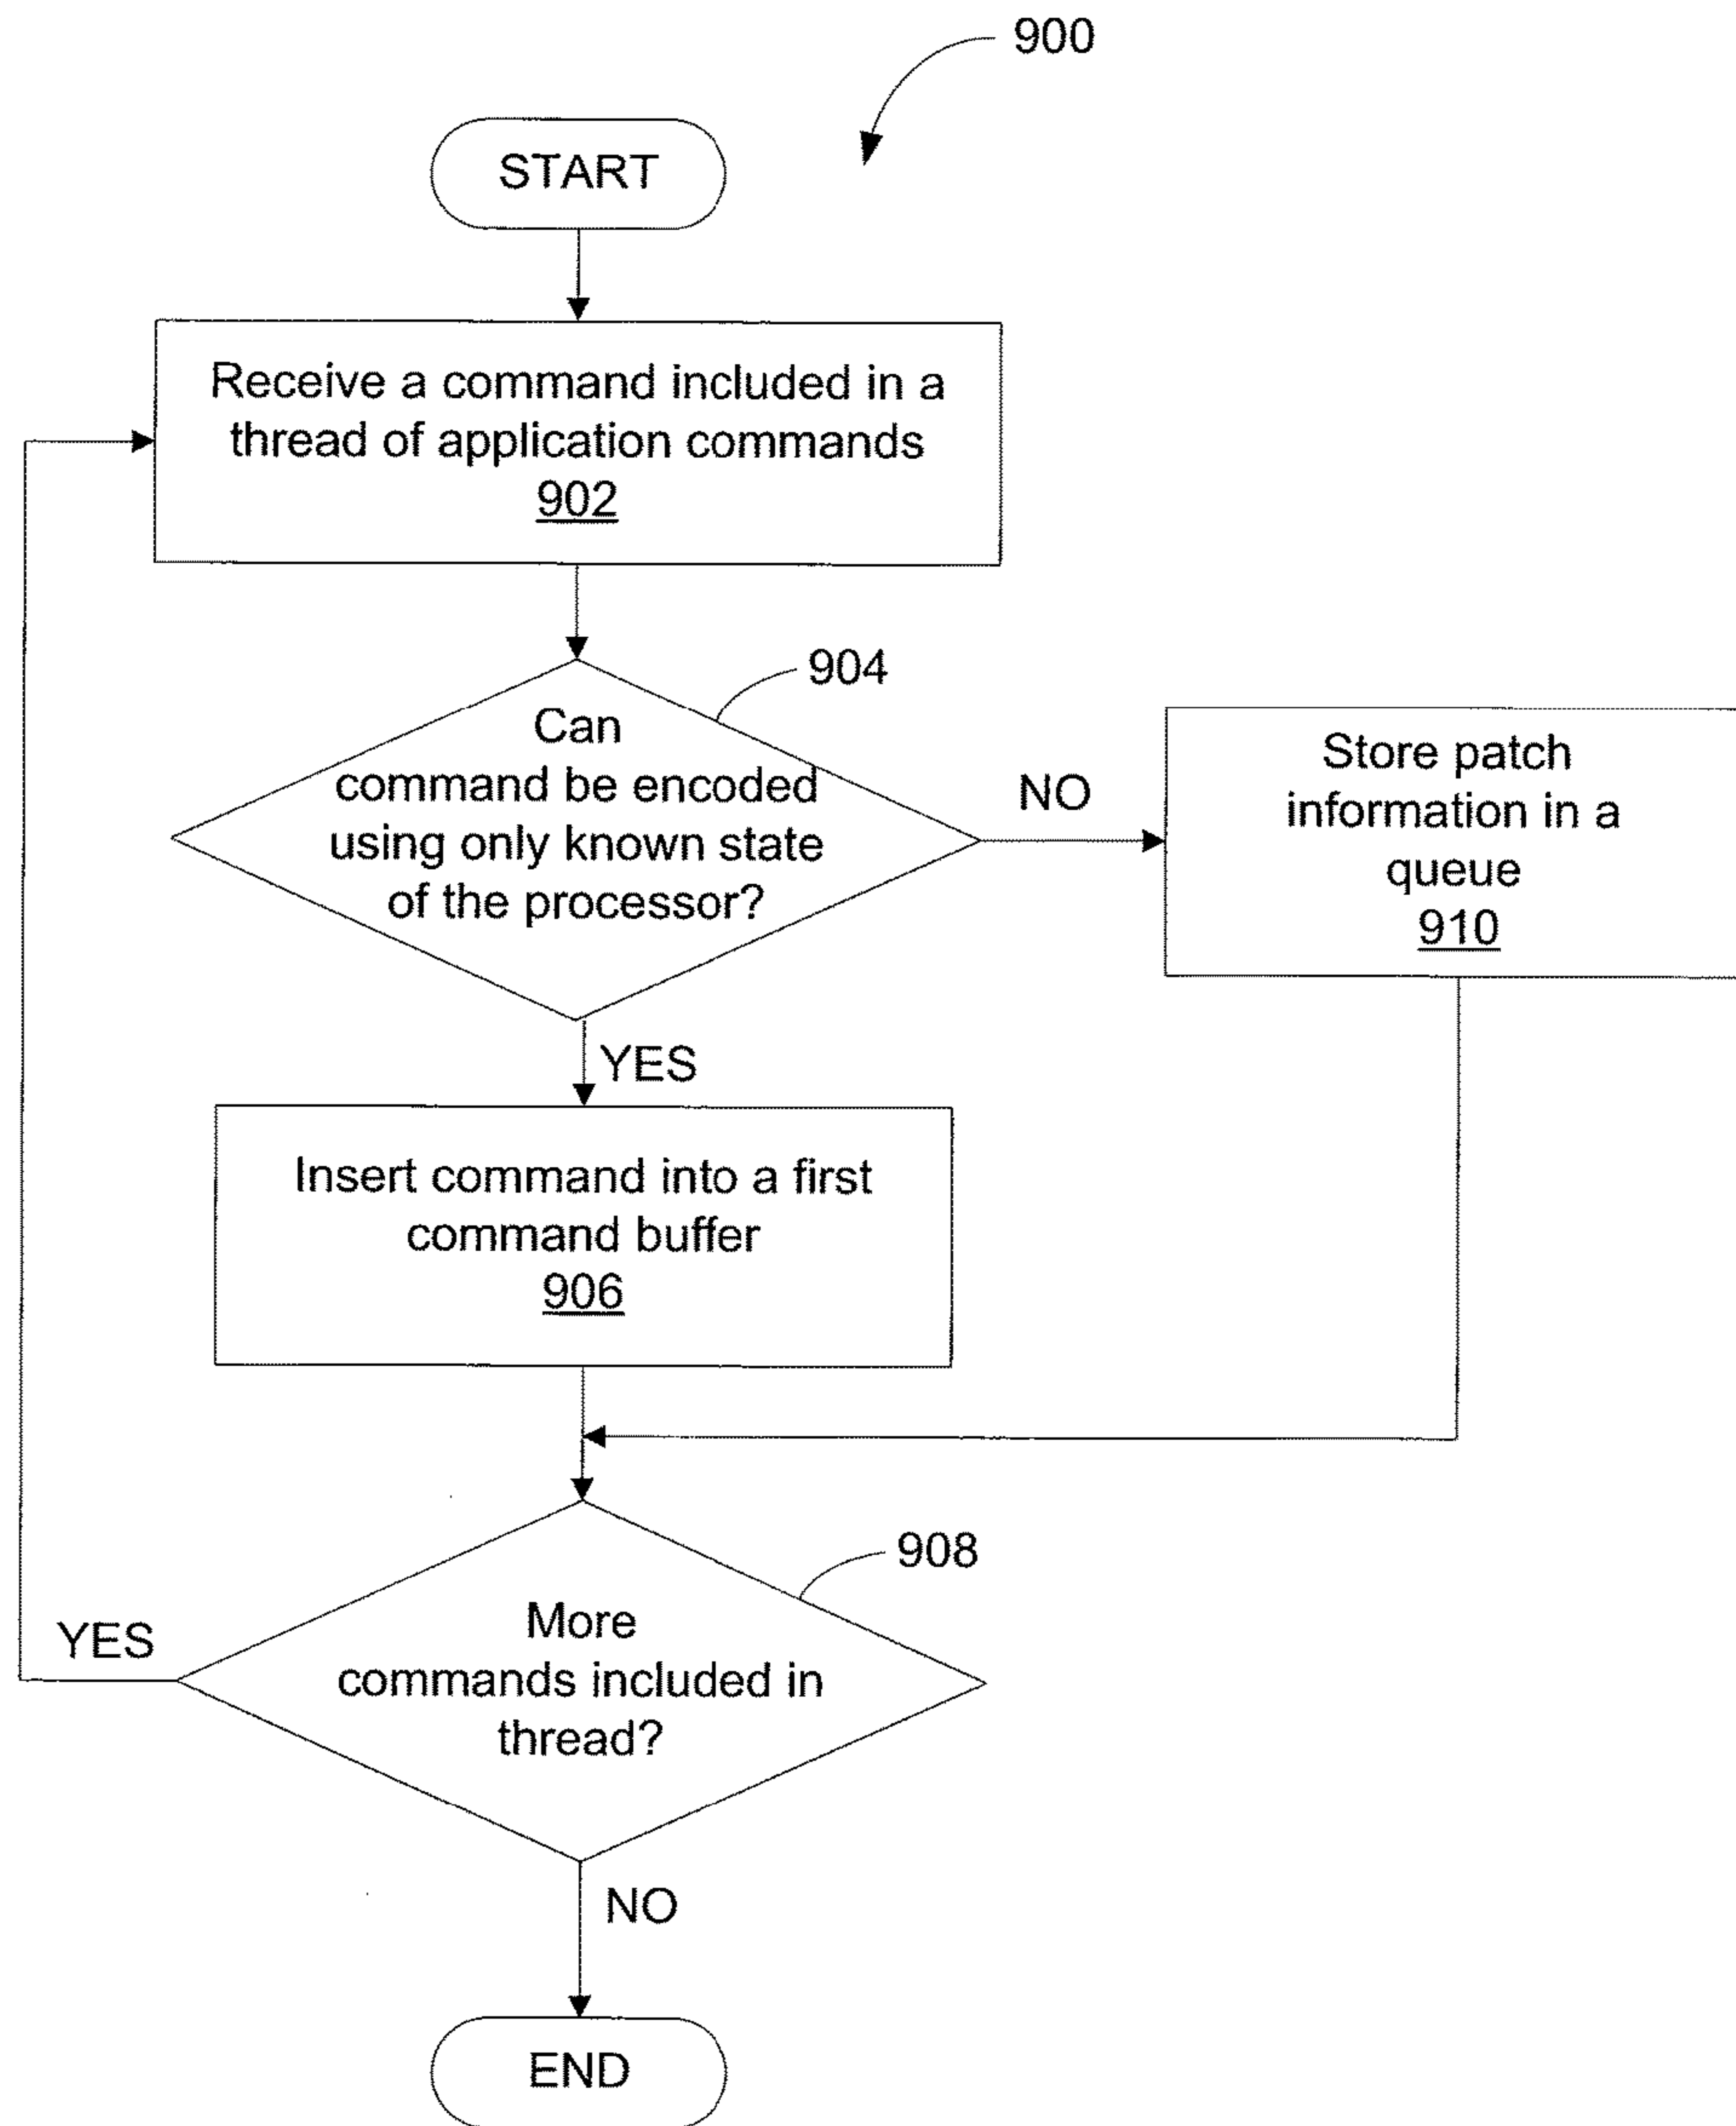 900
START
Receive a command included in a
thread of application commands
902
904
Can
command be encoded
using only known state
of the processor?
NO
Store patch
information in a
queue
910
YES
Insert command into a first
command buffer
906
908
More
commands included in
thread?
YES
NO
END